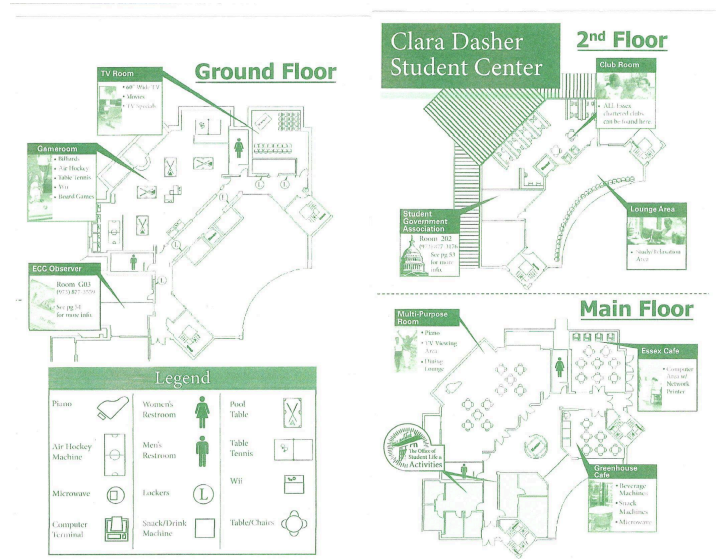 Ground Floor
TV Room
• 60" Wide TV
• Movies
• TV Specials
Gameroom
• Billiards
• Air Hockey
• Table Tennis
• Wii
• Board Games
ECC Observer
Room G03
See pg 54
for more info.
Legend
Piano
Women's
Restroom
Pool
Table
Air Hockey
Machine
Men's
Restroom
Table
Tennis
Microwave
Lockers
L
Wii
Computer
Terminal
Snack/Drink
Machine
Table/Chairs
Clara Dasher
Student Center
2nd Floor
Club Room
• ALL Essex
chartered clubs
can be found here
Student
Government
Association
Room 202
See pg 53
for more
info.
Lounge Area
• Study/Relaxation
Area
Main Floor
Multi-Purpose
Room
• Piano
• TV Viewing
Area
• Dining
Lounge
Essex Cafe
• Computer
Area w/
Network
Printer
The Office of
Student Life &
Activities
Greenhouse
Cafe
• Beverage
Machines
• Snack
Machines
• Microwave